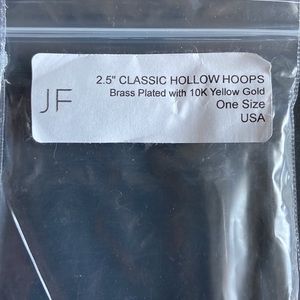 2.5" CLASSIC HOLLOW HOOPS
JF
Brass Plated with 10K Yellow Gold
One Size
USA